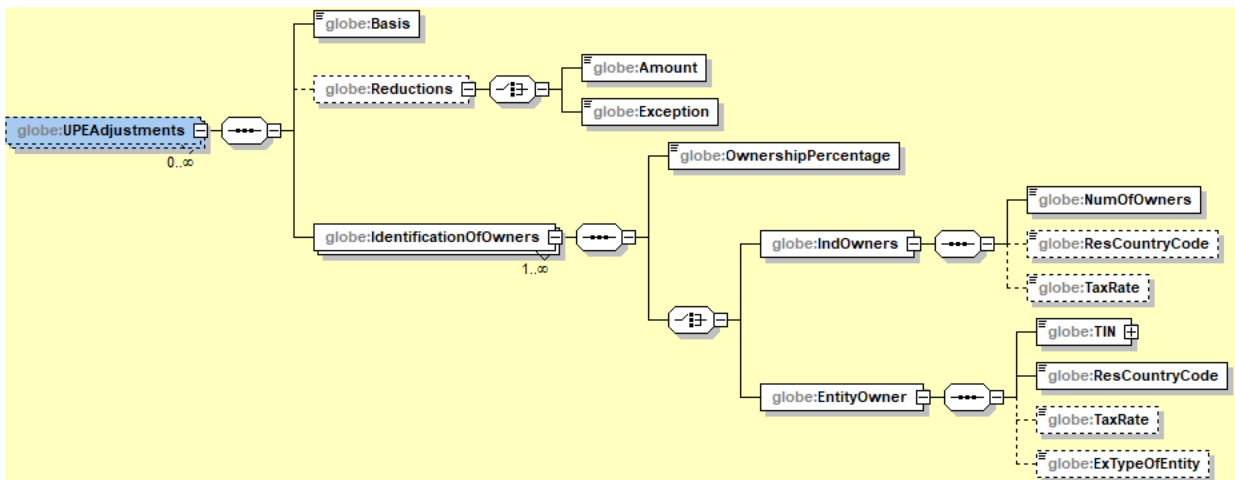 globe:Basis
globe:Reductions
globe:Amount
globe:Exception
globe:UPEAdjustments
0..∞
globe:OwnershipPercentage
globe:IdentificationOfOwners
1..∞
globe:IndOwners
globe:NumOfOwners
globe:ResCountryCode
globe:TaxRate
globe:EntityOwner
globe:TIN
globe:ResCountryCode
globe:TaxRate
globe:ExTypeOfEntity